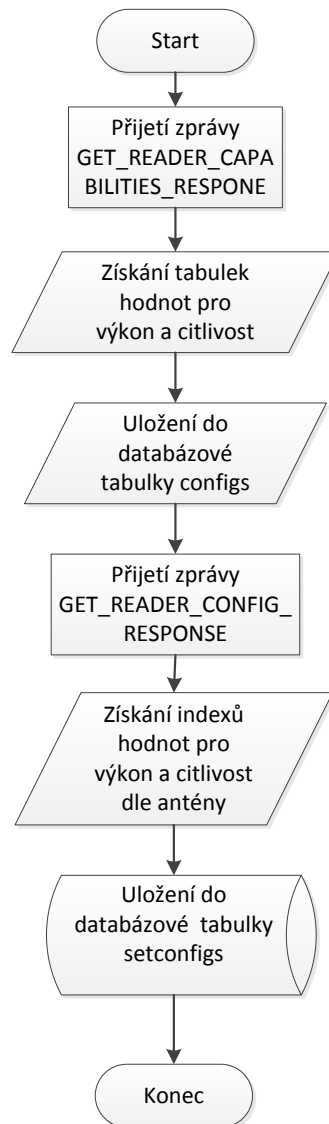 Start
Přijetí zprávy
GET_READER_CAPA
BILITIES_RESPONE
Získání tabulek
hodnot pro
výkon a citlivost
Uložení do
databázové
tabulky configs
Přijetí zprávy
GET_READER_CONFIG_
RESPONSE
Získání indexů
hodnot pro
výkon a citlivost
dle antény
Uložení do
databázové tabulky
setconfigs
Konec